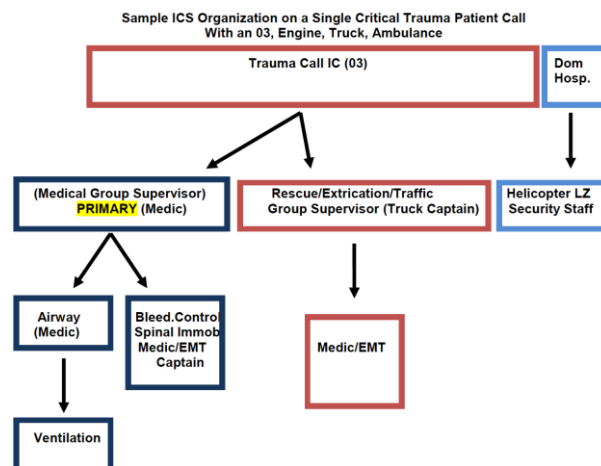 Sample ICS Organization on a Single Critical Trauma Patient Call
With an 03, Engine, Truck, Ambulance
Trauma Call IC (03)
Dom
Hosp.
(Medical Group Supervisor)
PRIMARY (Medic)
Rescue/Extrication/Traffic
Group Supervisor (Truck Captain)
Helicopter LZ
Security Staff
Airway
(Medic)
Bleed.Control
Spinal Immob
Medic/EMT
Captain
Medic/EMT
Ventilation